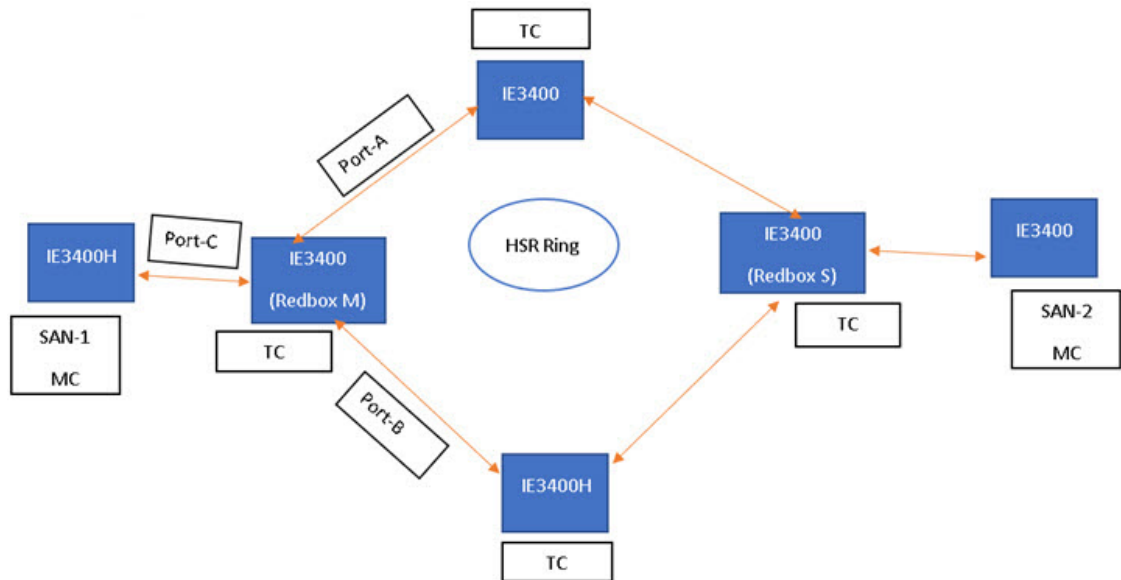 TC
IE3400
Port-A
Port-C
IE3400H
SAN-1
MC
IE3400
(Redbox M)
TC
HSR Ring
IE3400
(Redbox S)
TC
IE3400
SAN-2
MC
Port-B
IE3400H
TC